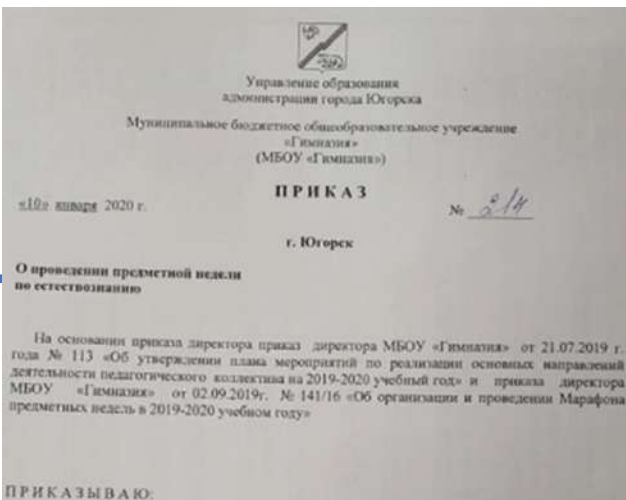 Управление образования
администрации города Югорска
Муниципальное бюджетное общеобразовательное учреждение
«Гимназия»
(МБОУ «Гимназия»)
ПРИКАЗ
«10» января 2020 г.
№ 214
г. Югорск
О проведении предметной недели
по естествознанию
На основании приказа директора приказ директора МБОУ «Гимназия» от 21.07.2019 г.
года № 113 «Об утверждении плана мероприятий по реализации основных направлений
деятельности педагогического коллектива на 2019-2020 учебный год» и приказа директора
МБОУ «Гимназия» от 02.09.2019г. № 141/16 «Об организации и проведении Марафона
предметных недель в 2019-2020 учебном году»
ПРИКАЗЫВАЮ: